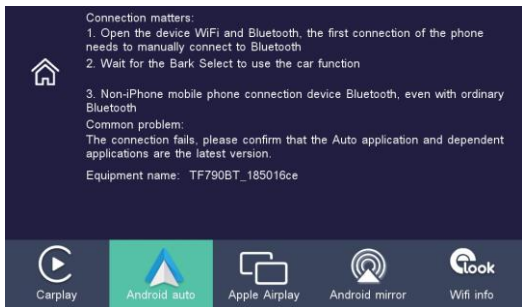 Connection matters:
1. Open the device WiFi and Bluetooth, the first connection of the phone
needs to manually connect to Bluetooth
2. Wait for the Bark Select to use the car function
3. Non-iPhone mobile phone connection device Bluetooth, even with ordinary
Bluetooth
Common problem:
The connection fails, please confirm that the Auto application and dependent
applications are the latest version.
Equipment name: TF790BT_185016ce
look
Carplay
Android auto
Apple Airplay
Android mirror
Wifi info